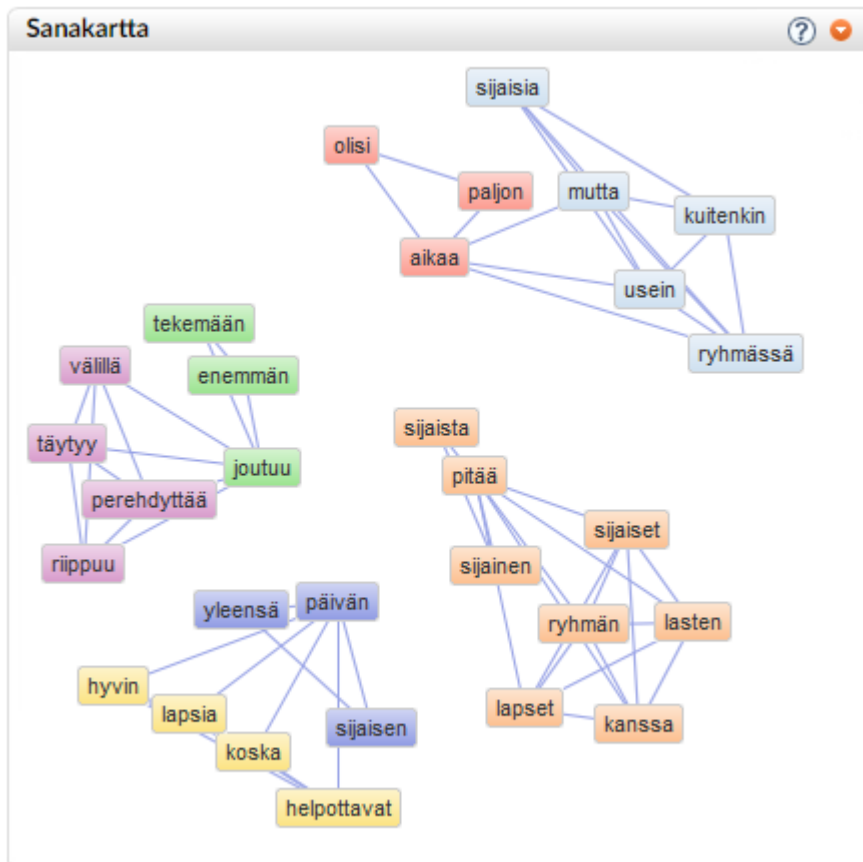 Sanakartta
?
sijaisia
olisi
paljon
mutta
kuitenkin
aikaa
usein
ryhmässä
tekemään
välillä
enemmän
täytyy
joutuu
perehdyttää
riippuu
sijaista
pitää
sijaiset
sijainen
ryhmän
lasten
lapset
kanssa
yleensä
päivän
hyvin
lapsia
sijaisen
koska
helpottavat